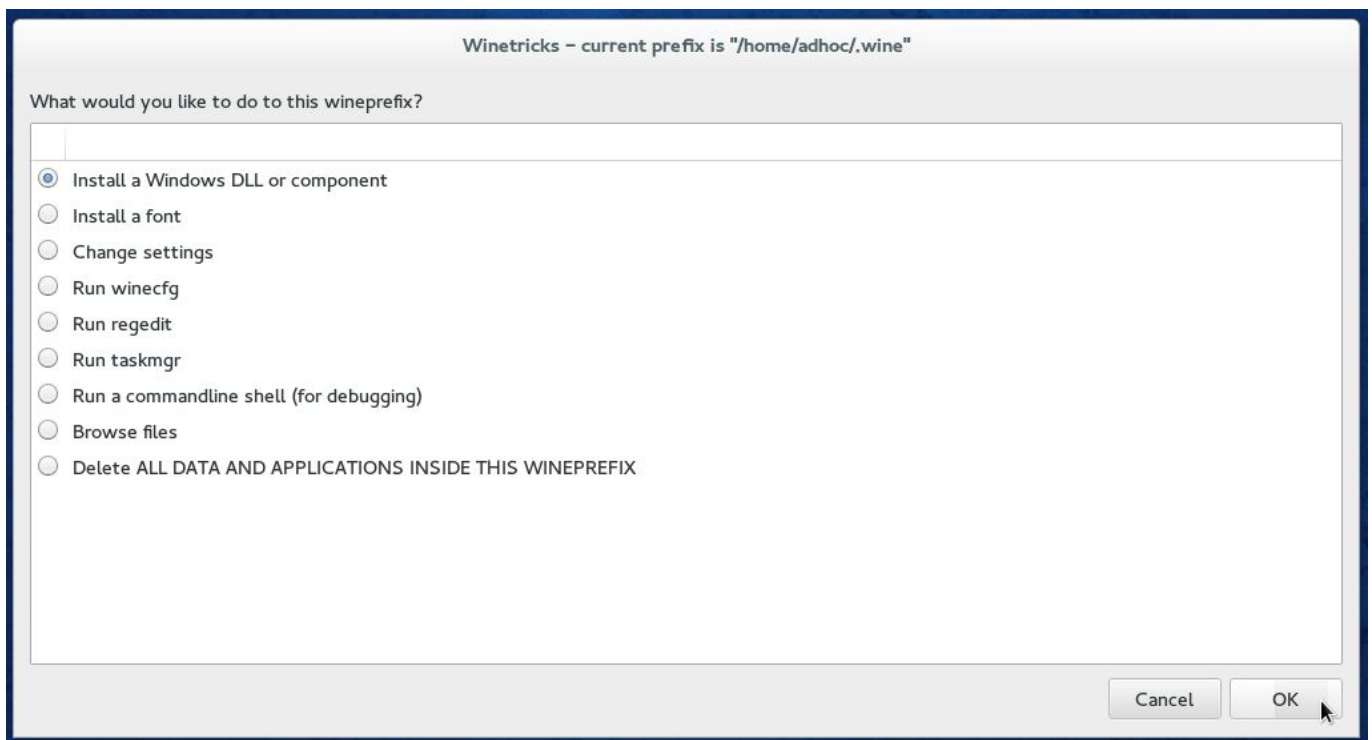 Winetricks – current prefix is "/home/adhoc/.wine"
What would you like to do to this wineprefix?
Install a Windows DLL or component
Install a font
Change settings
Run winecfg
Run regedit
Run taskmgr
Run a commandline shell (for debugging)
Browse files
Delete ALL DATA AND APPLICATIONS INSIDE THIS WINEPREFIX
Cancel
OK